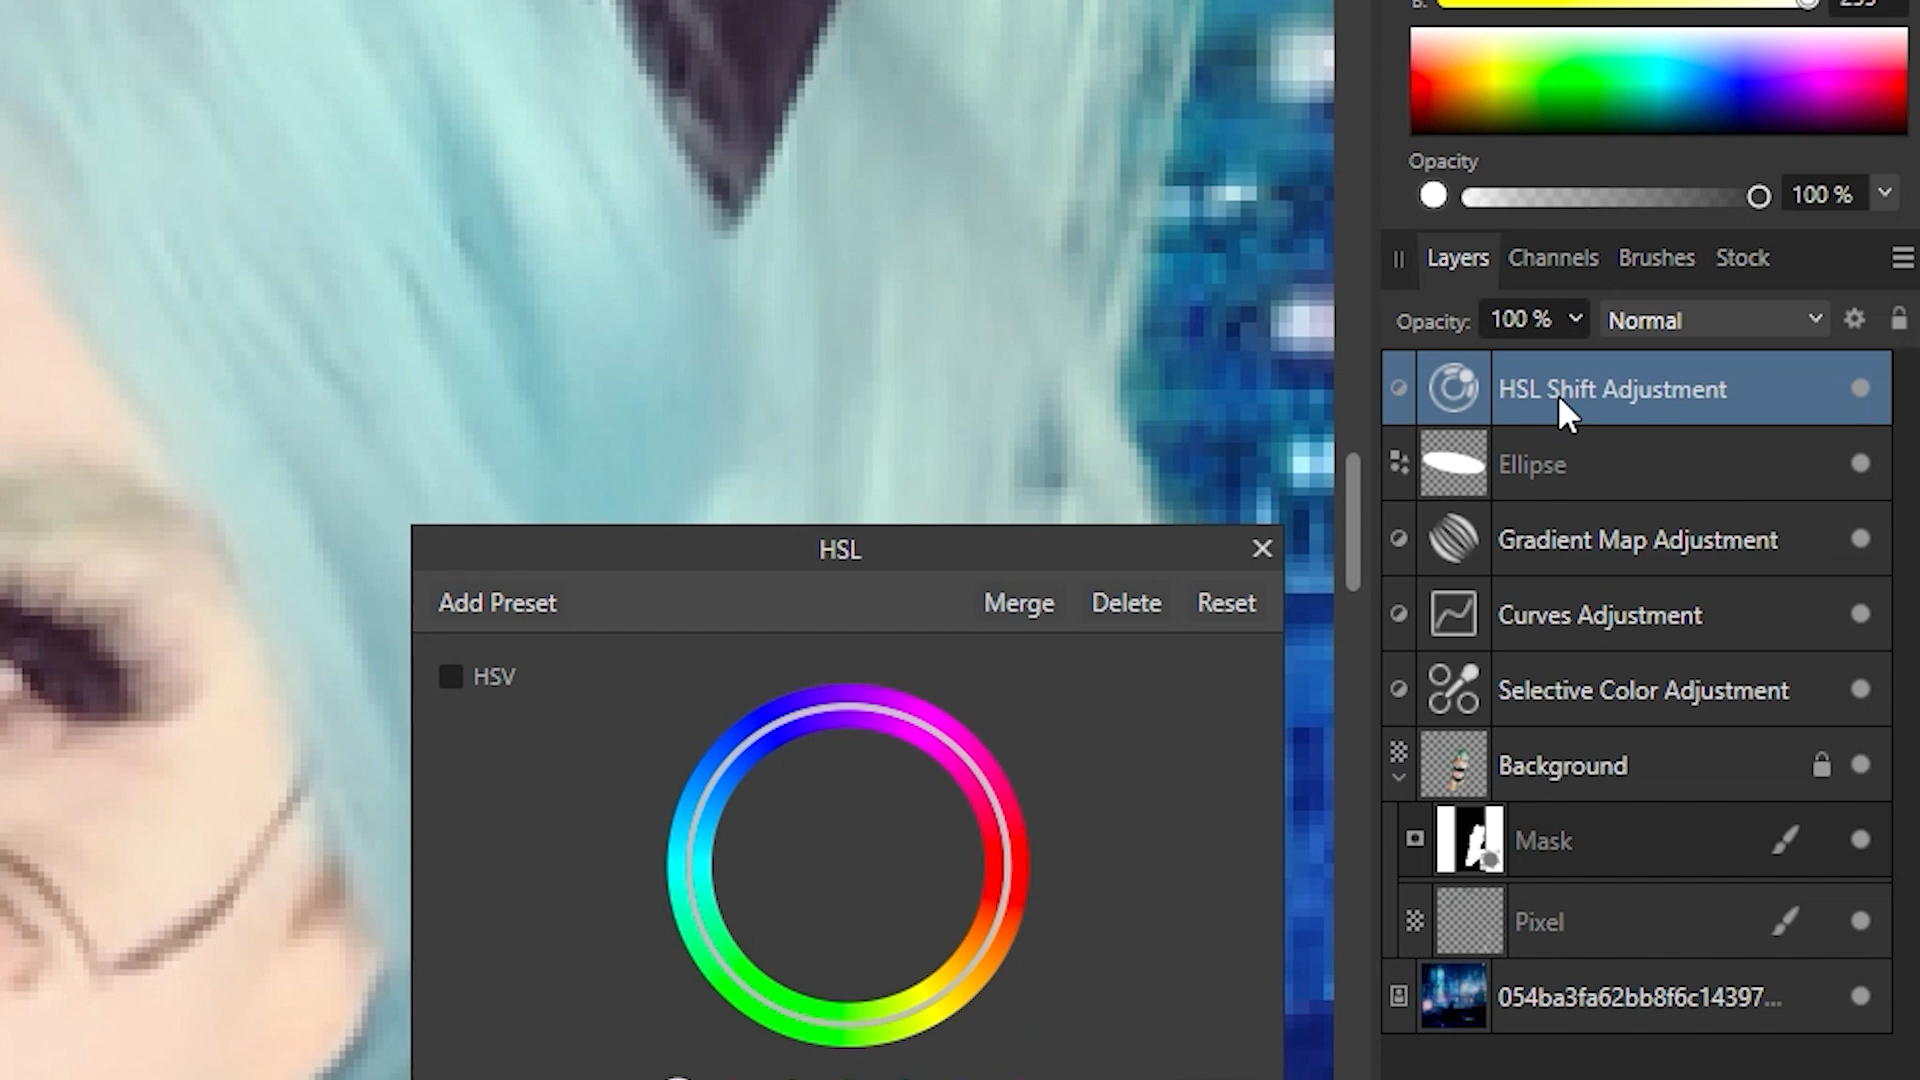 B:
255
Opacity
100 %
Layers
Channels
Brushes
Stock
Opacity:
100 %
Normal
HSL Shift Adjustment
Ellipse
Gradient Map Adjustment
Curves Adjustment
Selective Color Adjustment
Background
Mask
Pixel
054ba3fa62bb8f6c14397...
HSL
Add Preset
Merge
Delete
Reset
HSV